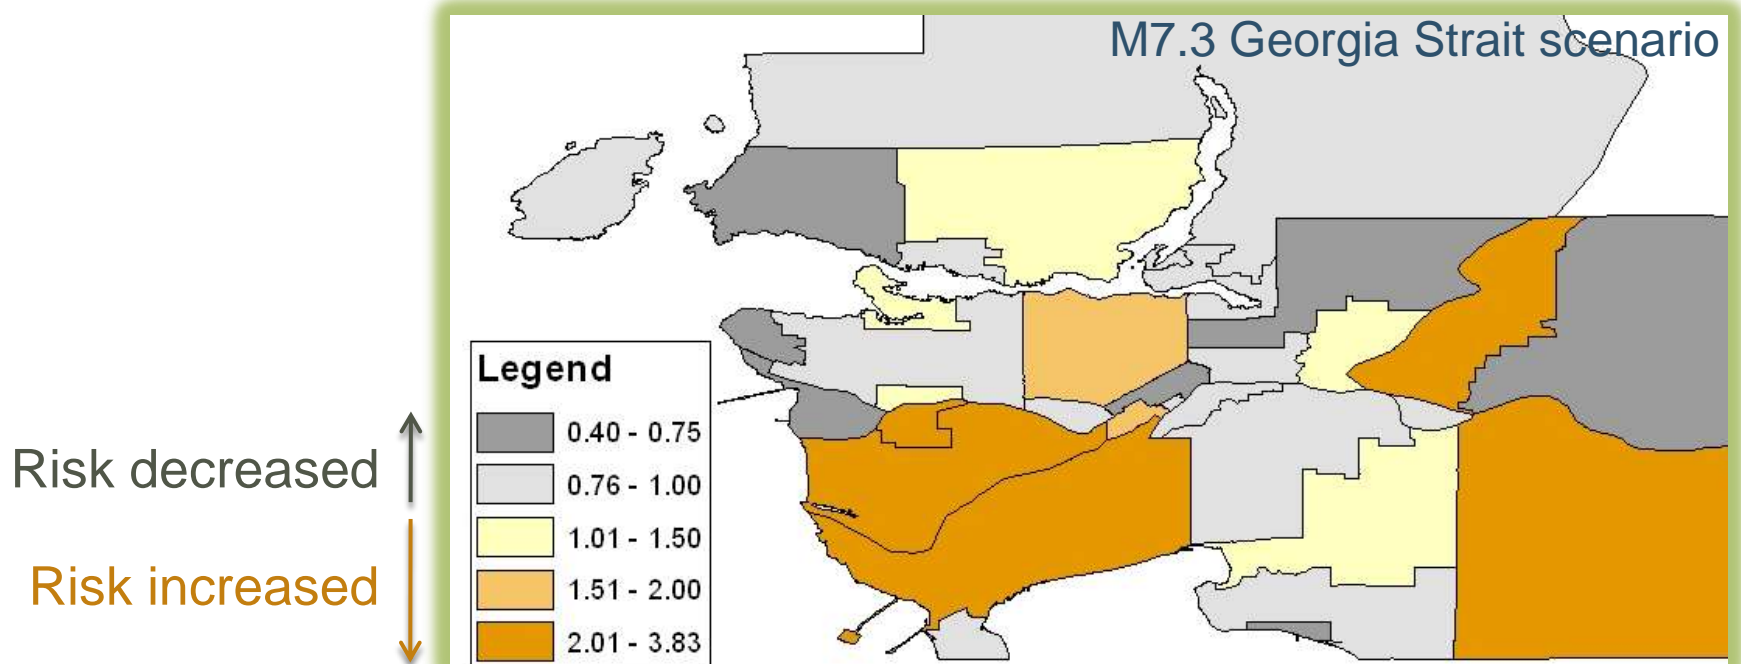 M7.3 Georgia Strait scenario
Legend
0.40 - 0.75
0.76 - 1.00
1.01 - 1.50
1.51 - 2.00
2.01 - 3.83
Risk decreased
Risk increased